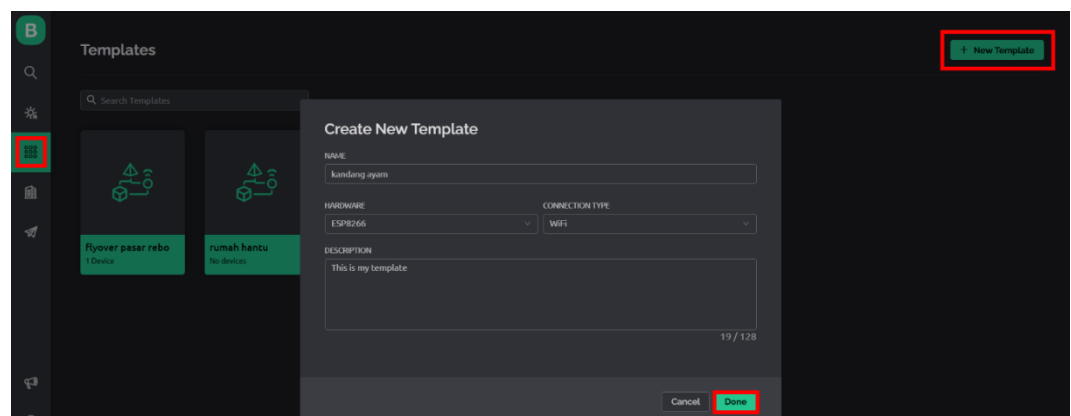 B
Templates
+ New Template
Search Templates
Create New Template
NAME
kandang ayam
HARDWARE
CONNECTION TYPE
ESP8266
WiFi
DESCRIPTION
This is my template
19 / 128
flyover pasar rebo
1 Device
rumah hantu
No devices
Cancel
Done